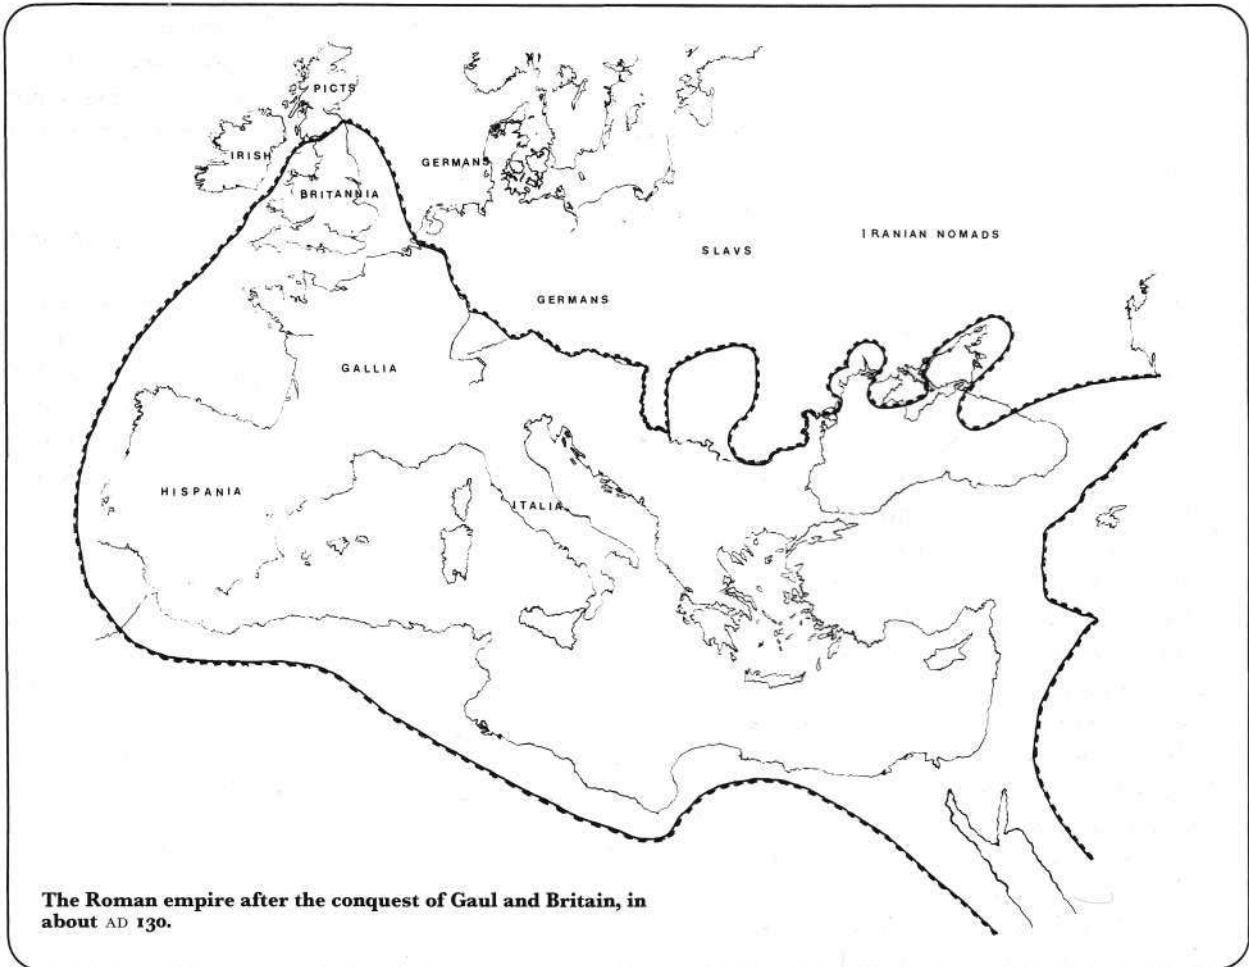 PICTS
IRISH
GERMANS
BRITANNIA
IRANIAN NOMADS
SLAVS
GERMANS
GALLIA
HISPANIA
ITALIA
The Roman empire after the conquest of Gaul and Britain, in
about AD 130.